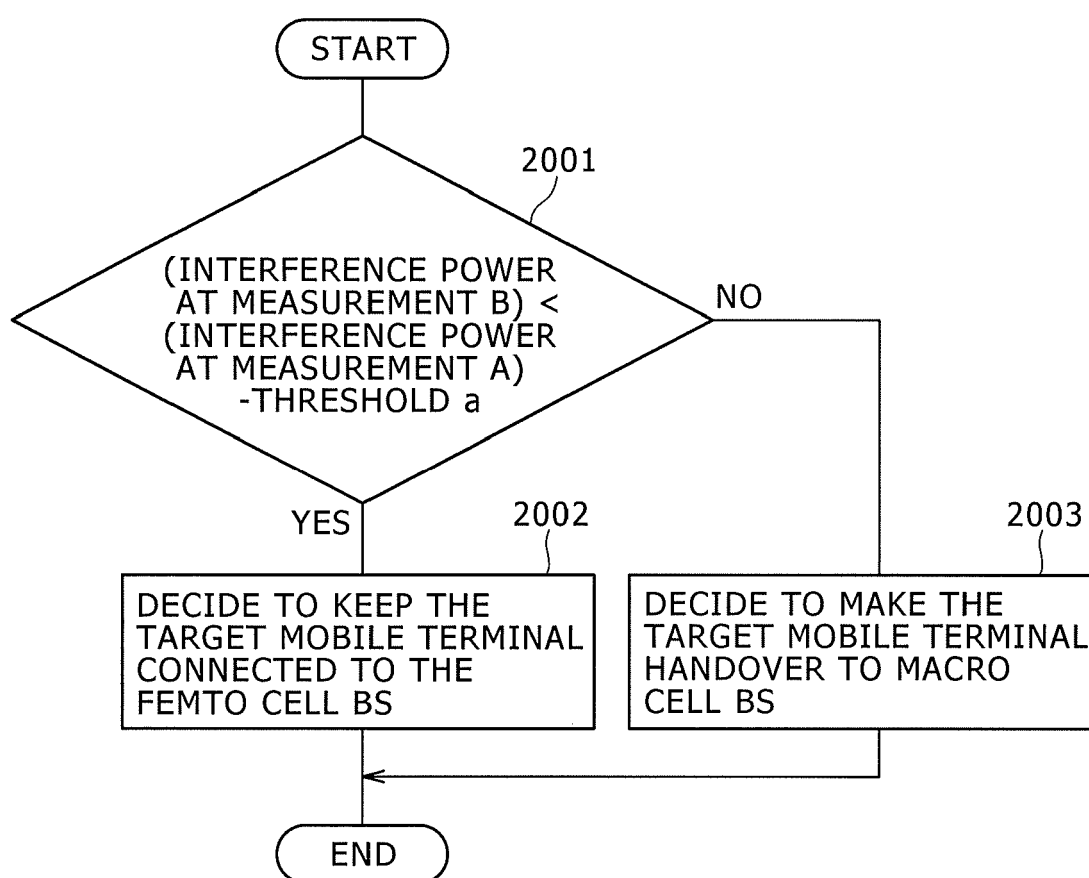 START
2001
(INTERFERENCE POWER
AT MEASUREMENT B) <
(INTERFERENCE POWER
AT MEASUREMENT A)
-THRESHOLD a
NO
YES
2002
DECIDE TO KEEP THE
TARGET MOBILE TERMINAL
CONNECTED TO THE
FEMTO CELL BS
2003
DECIDE TO MAKE THE
TARGET MOBILE TERMINAL
HANDOVER TO MACRO
CELL BS
END